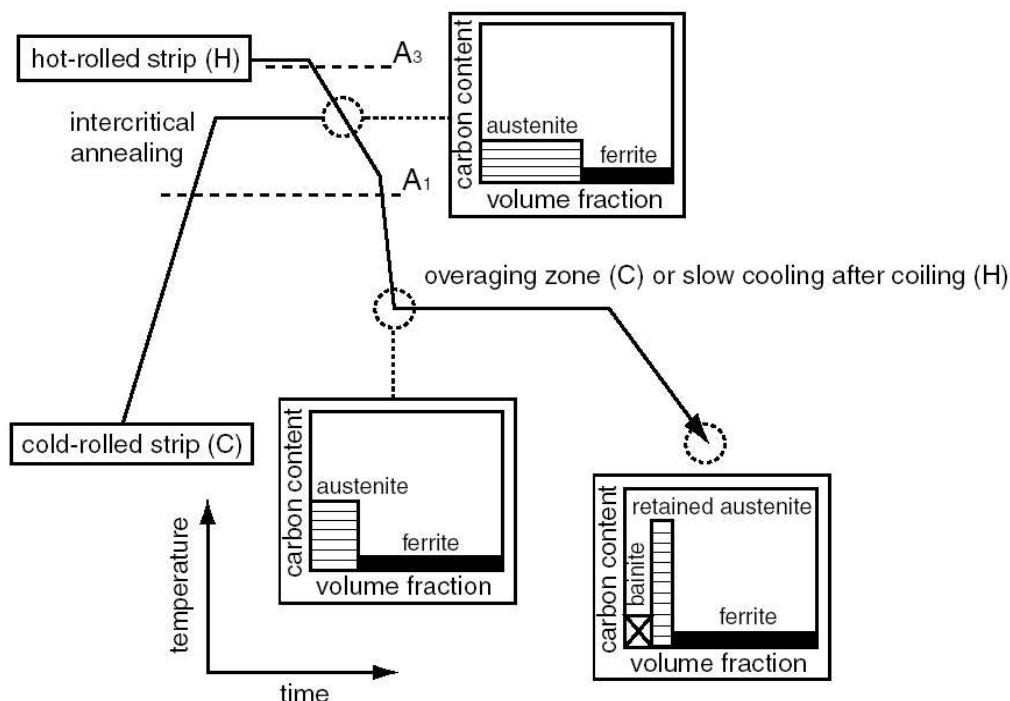 hot-rolled strip (H)
A3
intercritical
annealing
A1
carbon content
austenite
ferrite
volume fraction
overaging zone (C) or slow cooling after coiling (H)
cold-rolled strip (C)
carbon content
austenite
ferrite
volume fraction
carbon content
retained austenite
bainite
ferrite
volume fraction
temperature
time